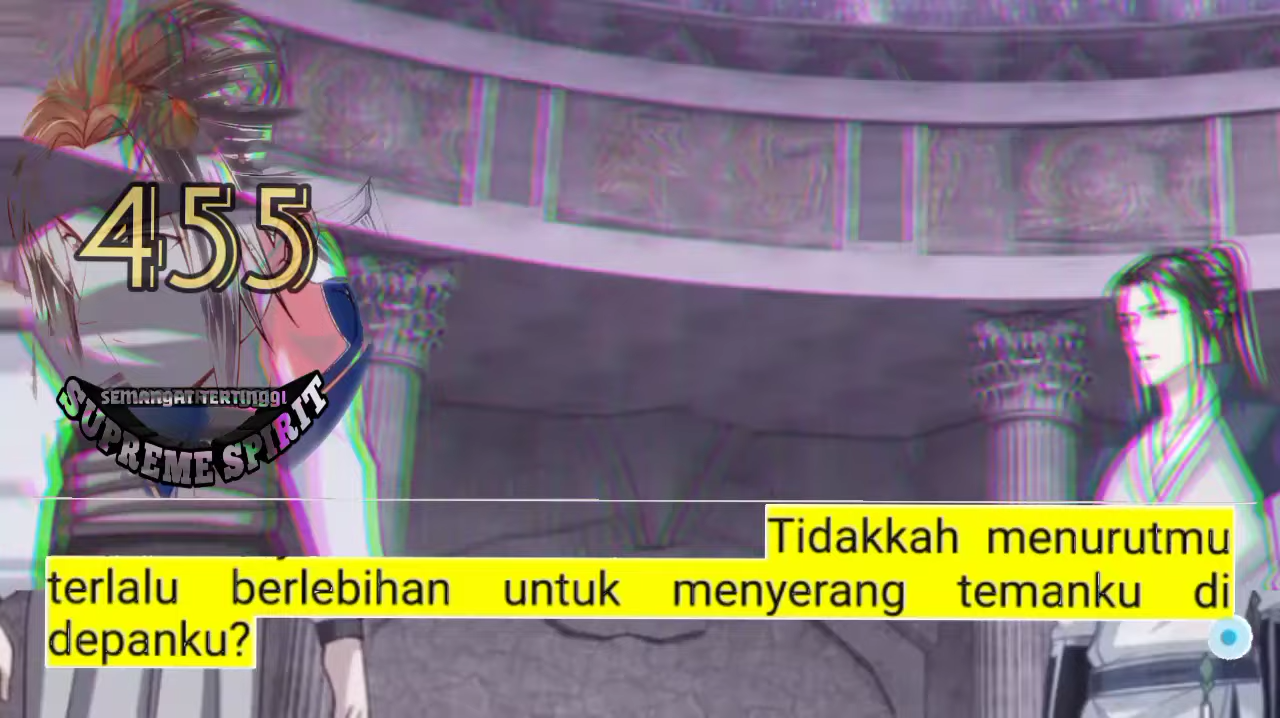 455
SEMANGAT TERTINGGI
SUPREME SPIRIT
Tidakkah menurutmu
terlalu berlebihan untuk menyerang temanku di
depanku?